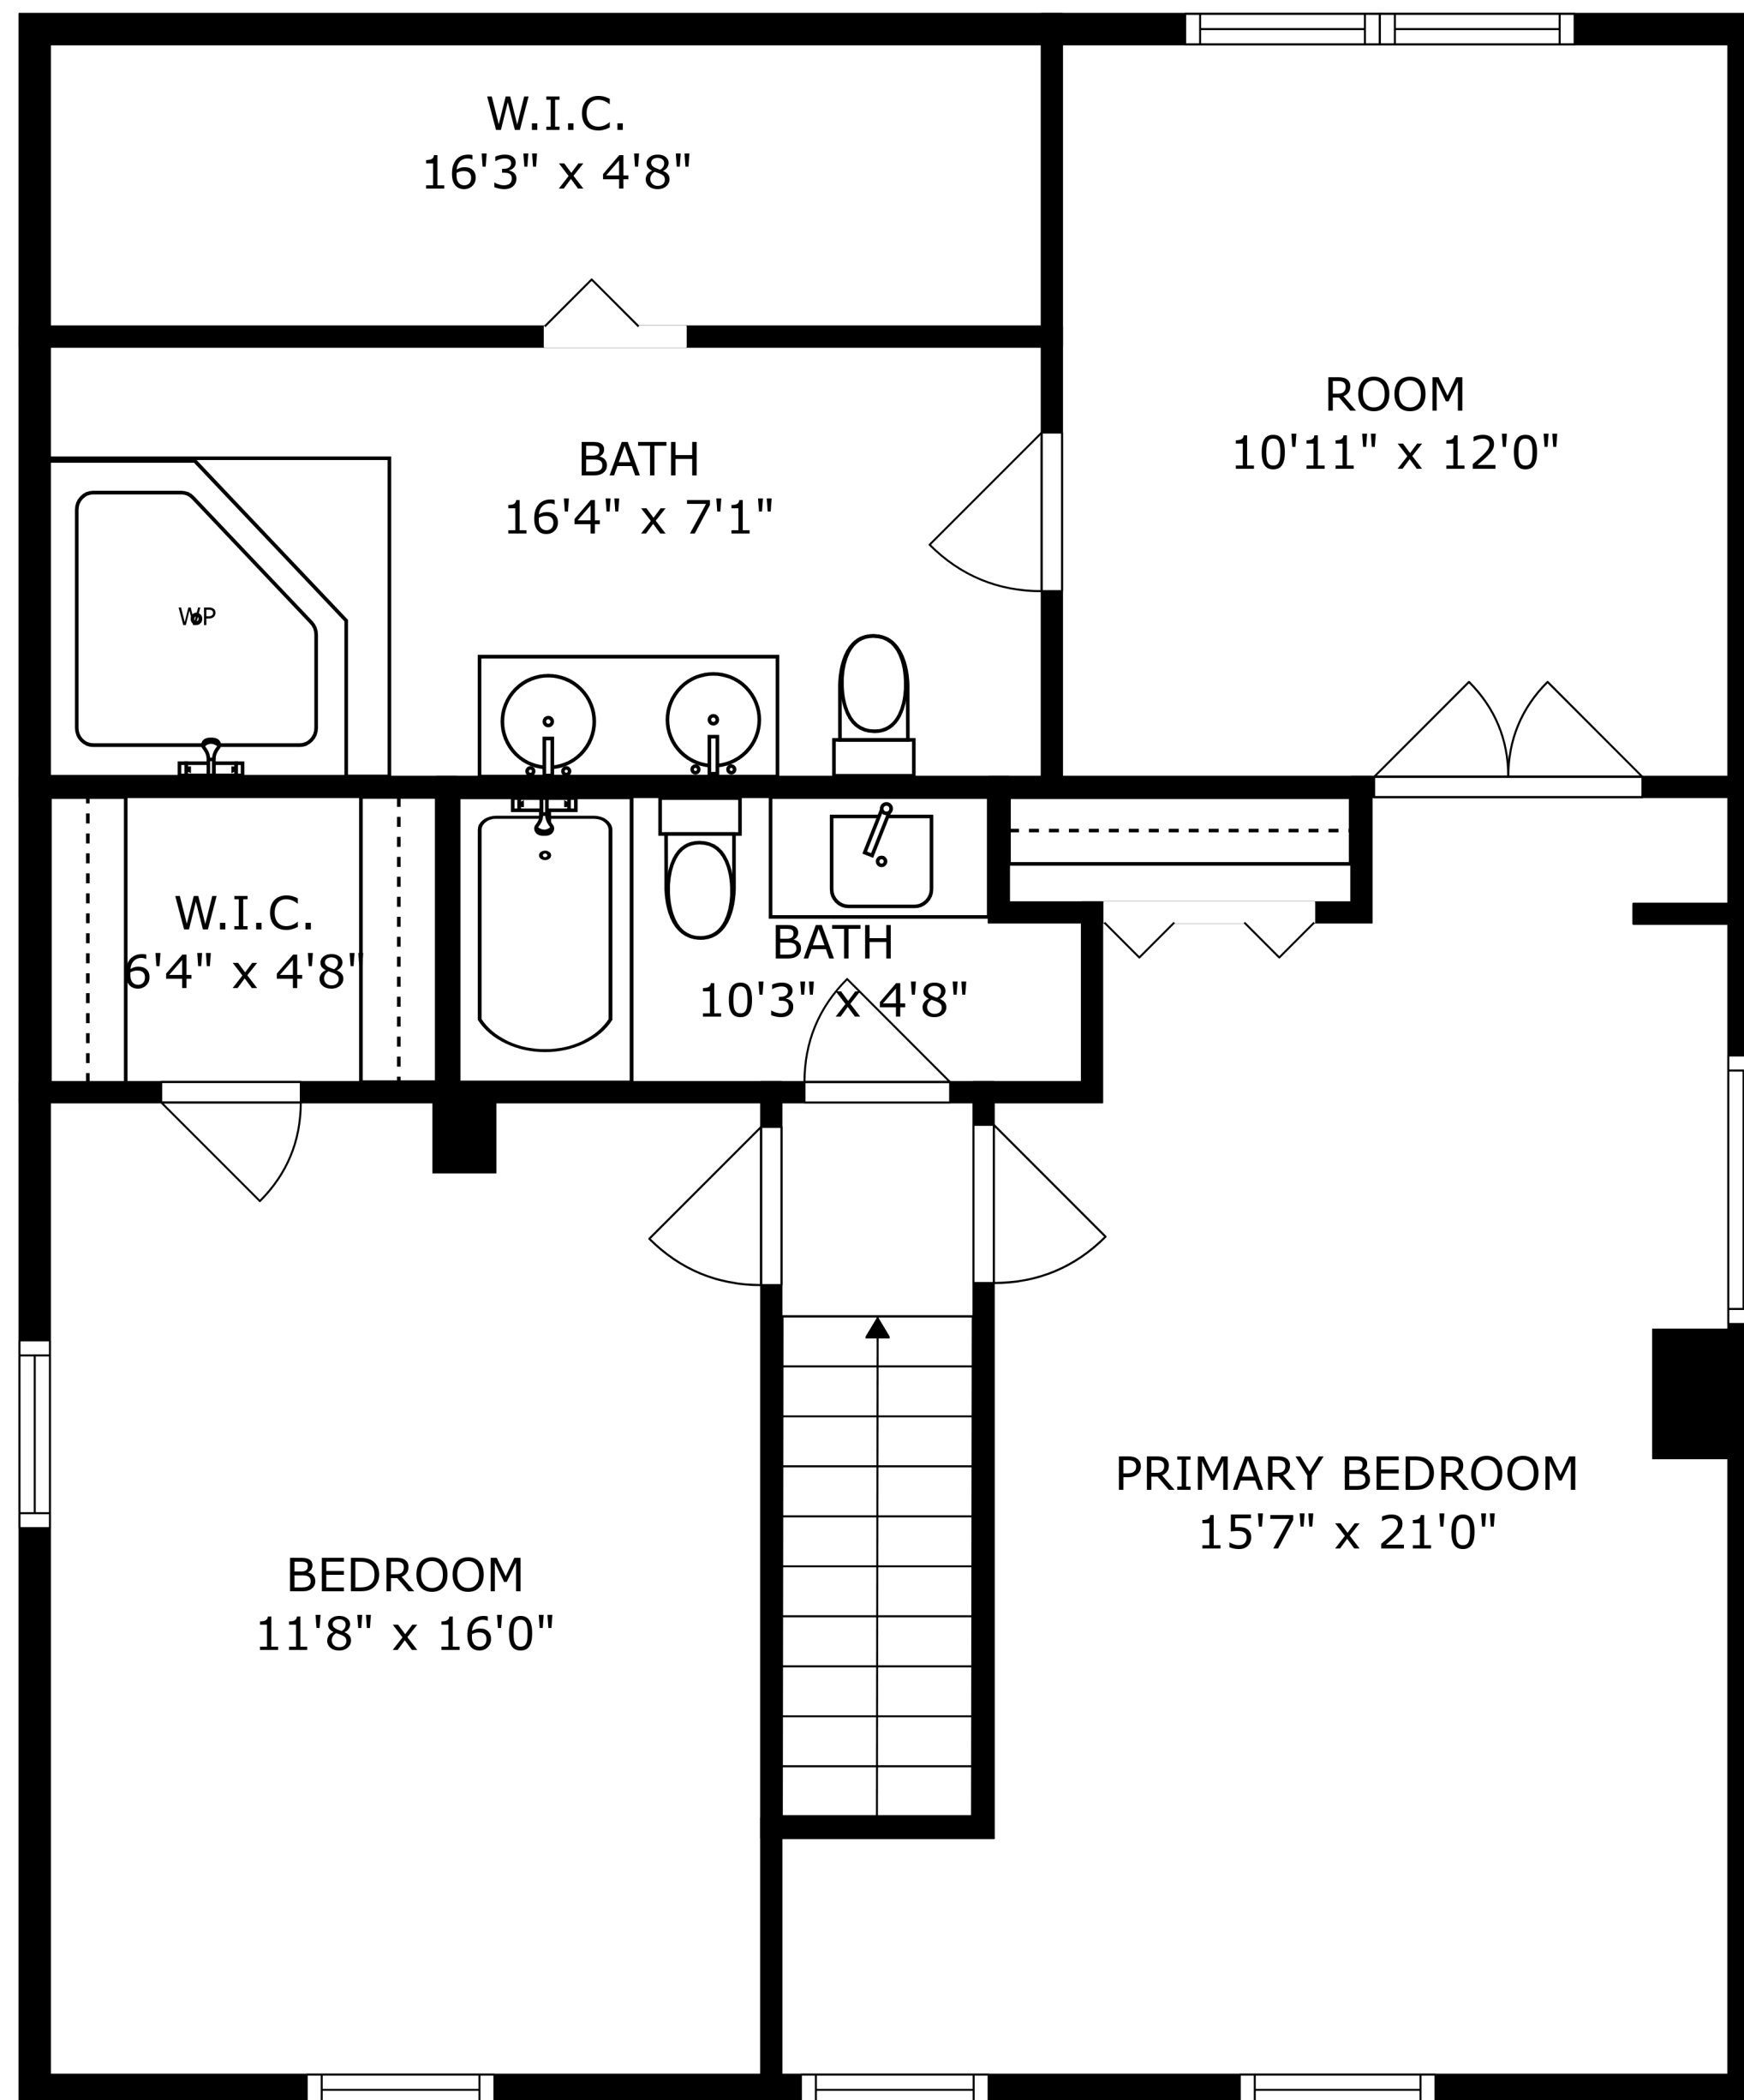 W.I.C.
16'3" x 4'8"
ROOM
10'11" x 12'0"
BATH
16'4" x 7'1"
WP
W.I.C.
6'4" x 4'8"
BATH
10'3" x 4'8"
PRIMARY BEDROOM
15'7" x 21'0"
BEDROOM
11'8" x 16'0"